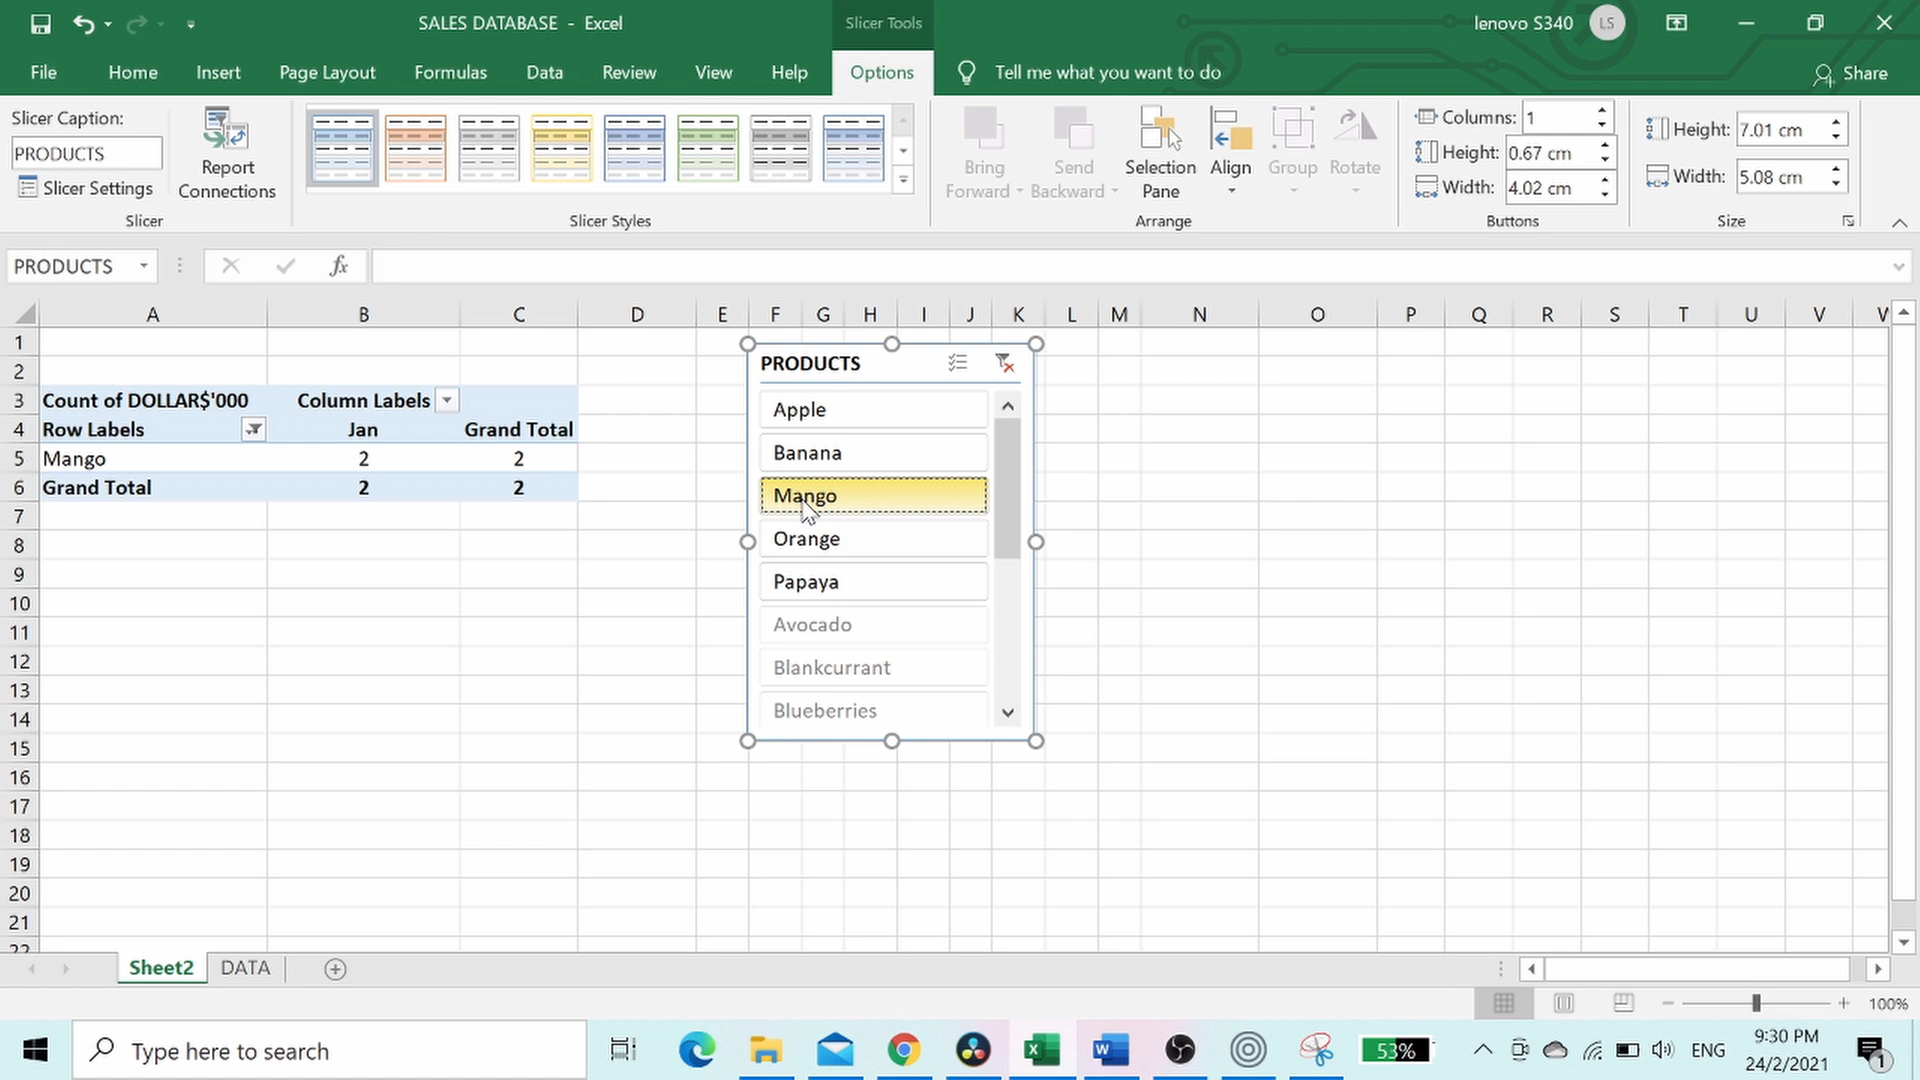 SALES DATABASE - Excel
Slicer Tools
lenovo S340
LS
File
Home
Insert
Page Layout
Formulas
Data
Review
View
Help
Options
Tell me what you want to do
Share
Slicer Caption:
PRODUCTS
Slicer Settings
Report
Connections
Slicer
Slicer Styles
Bring
Forward
Send
Backward
Selection
Pane
Align
Group
Rotate
Arrange
Columns: 1
Height: 0.67 cm
Width: 4.02 cm
Buttons
Height: 7.01 cm
Width: 5.08 cm
Size
PRODUCTS
fx
A B C D E F G H I J K L M N O P Q R S T U V W
1
2
3 Count of DOLLAR$'000 Column Labels
4 Row Labels Jan Grand Total
5 Mango 2 2
6 Grand Total 2 2
7
8
9
10
11
12
13
14
15
16
17
18
19
20
21
22
PRODUCTS
Apple
Banana
Mango
Orange
Papaya
Avocado
Blankcurrant
Blueberries
Sheet2
DATA
100%
Type here to search
53%
ENG
9:30 PM
24/2/2021
1